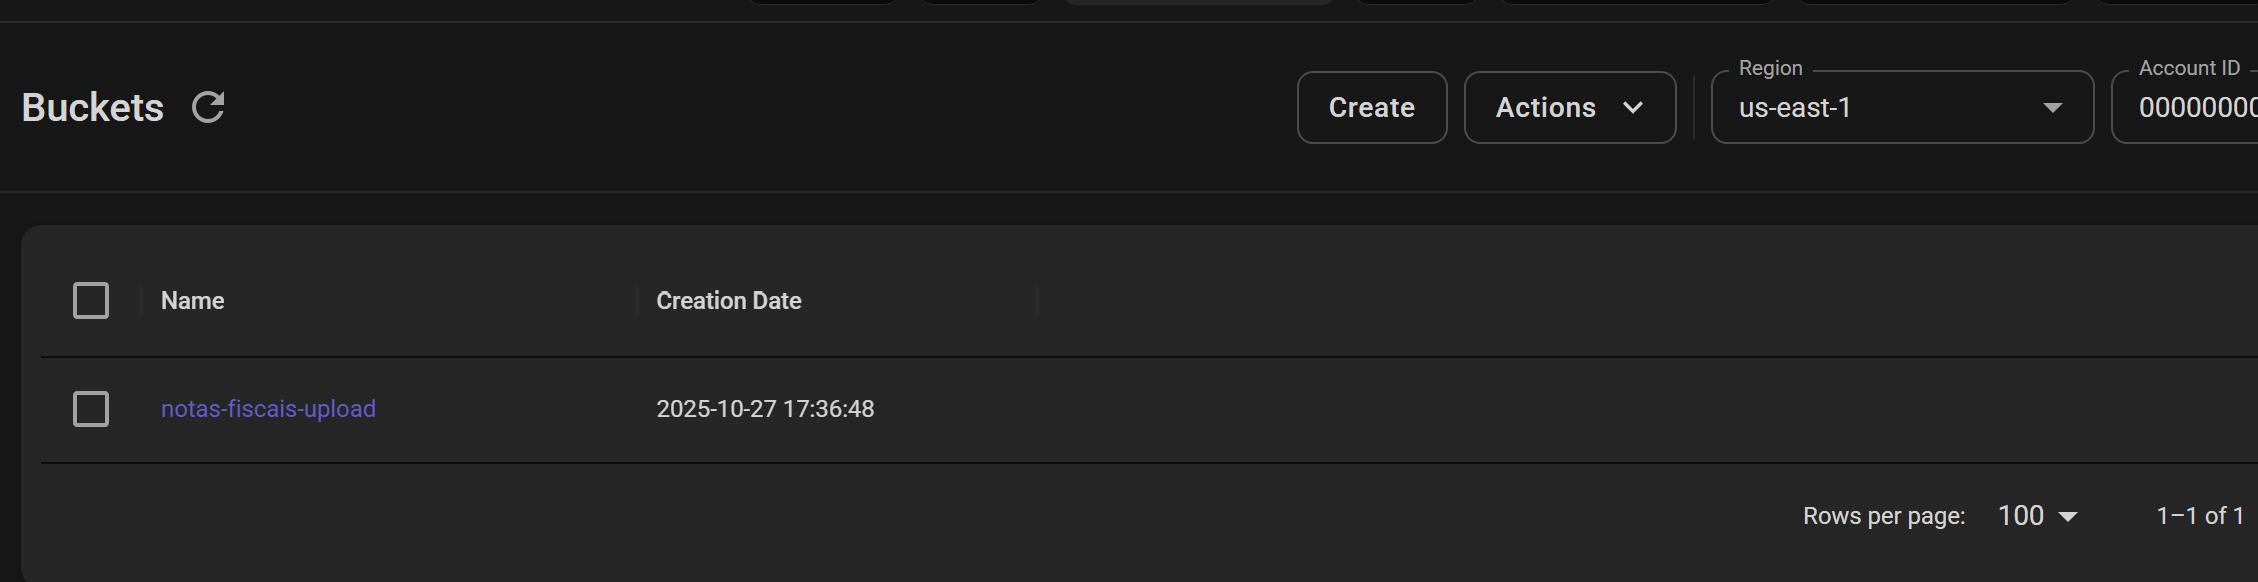 Region
Account ID
Buckets
Create
Actions
us-east-1
Name
Creation Date
notas-fiscais-upload
2025-10-27 17:36:48
Rows per page:
100
1–1 of 1